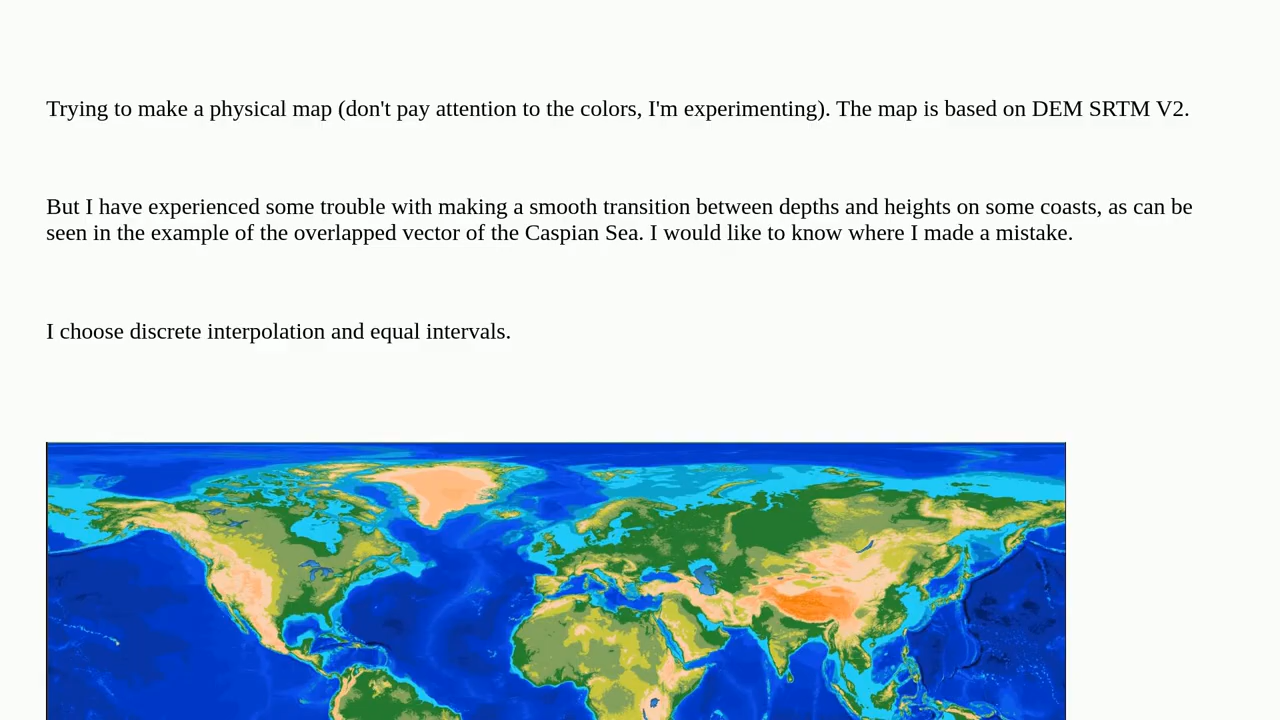 Trying to make a physical map (don't pay attention to the colors, I'm experimenting). The map is based on DEM SRTM V2.
But I have experienced some trouble with making a smooth transition between depths and heights on some coasts, as can be
seen in the example of the overlapped vector of the Caspian Sea. I would like to know where I made a mistake.
I choose discrete interpolation and equal intervals.